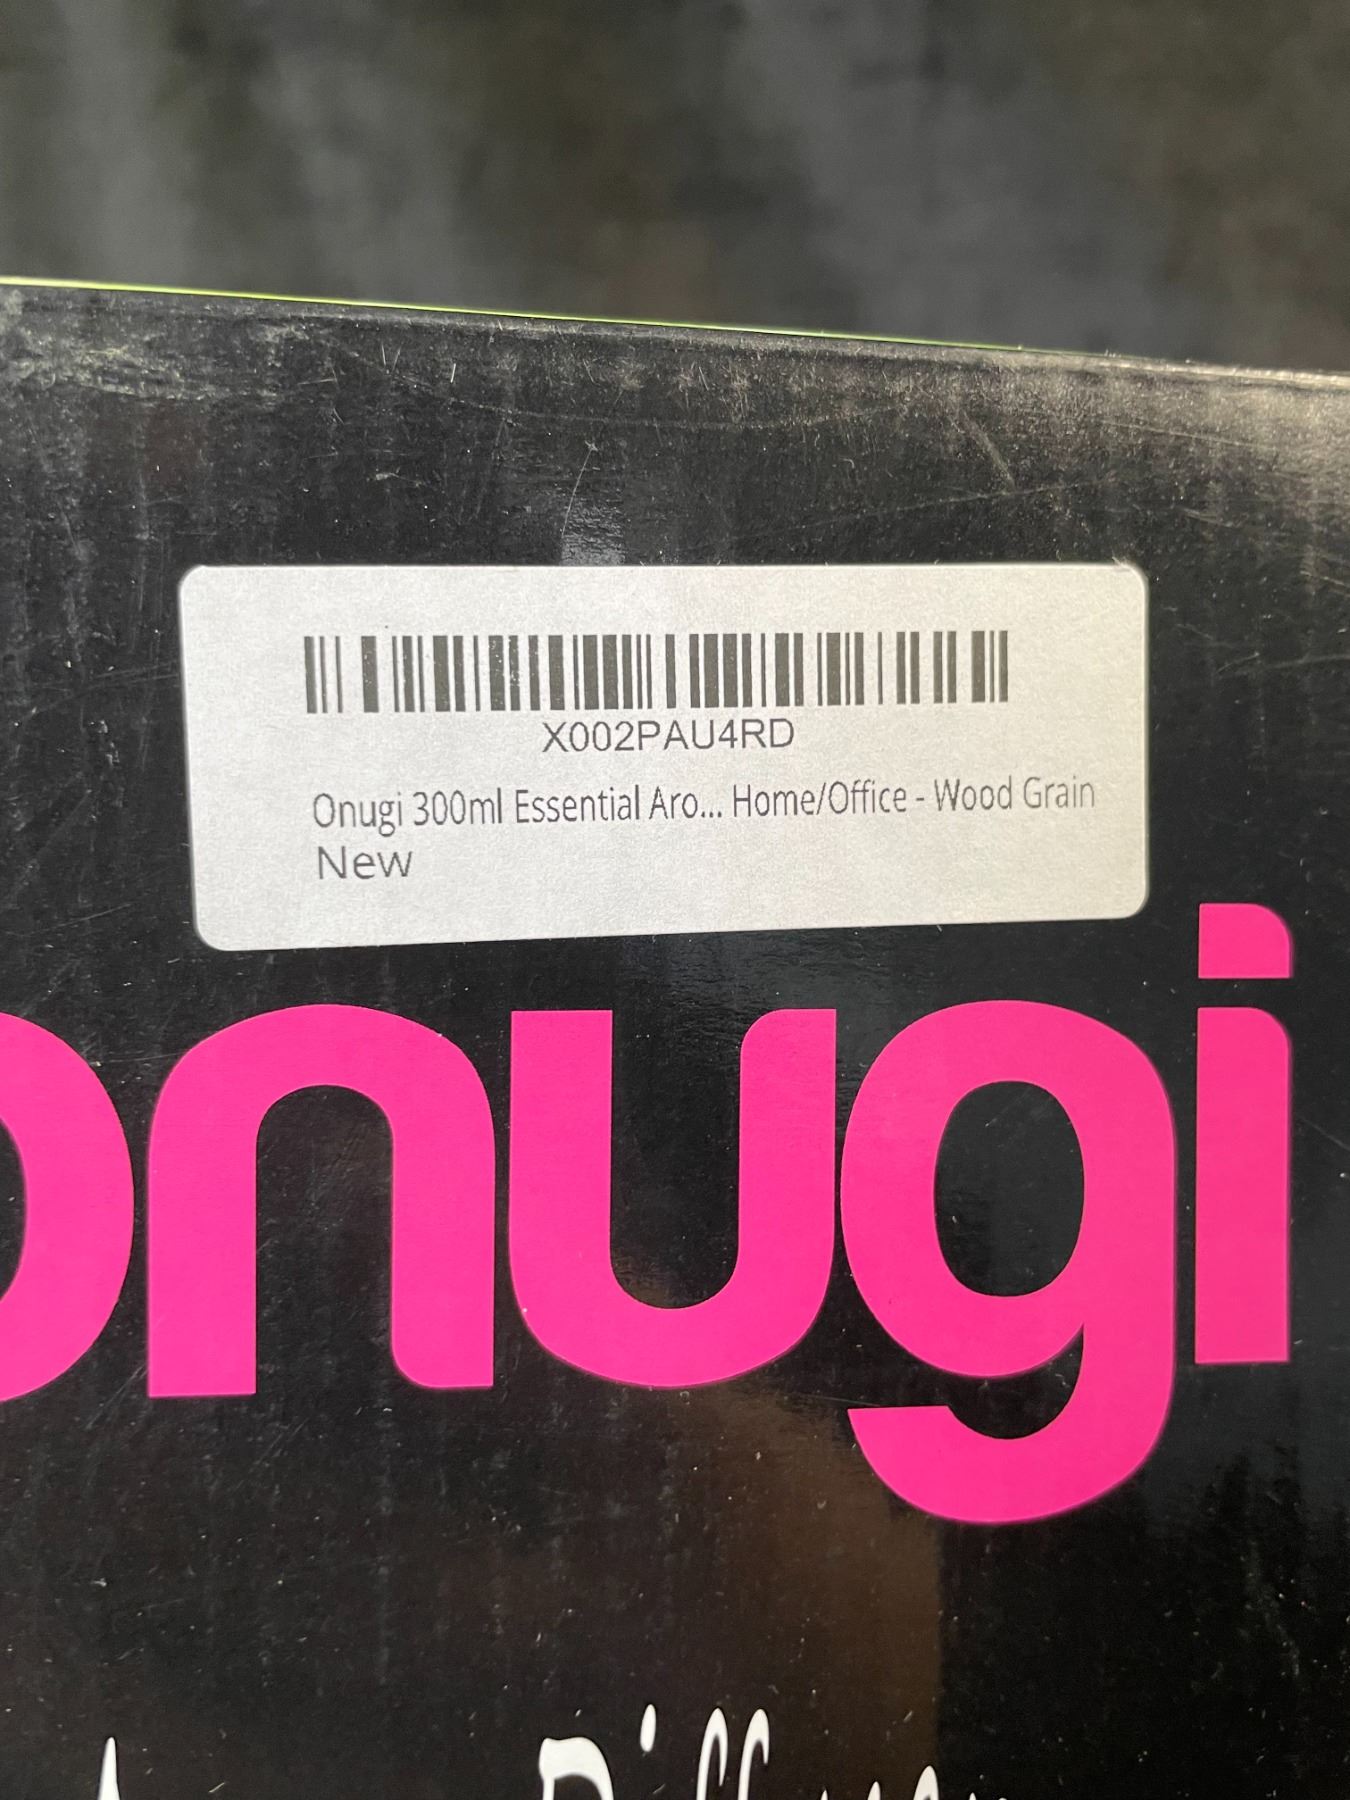 X002PAU4RD
Onugi 300ml Essential Aro... Home/Office - Wood Grain
New
onugi